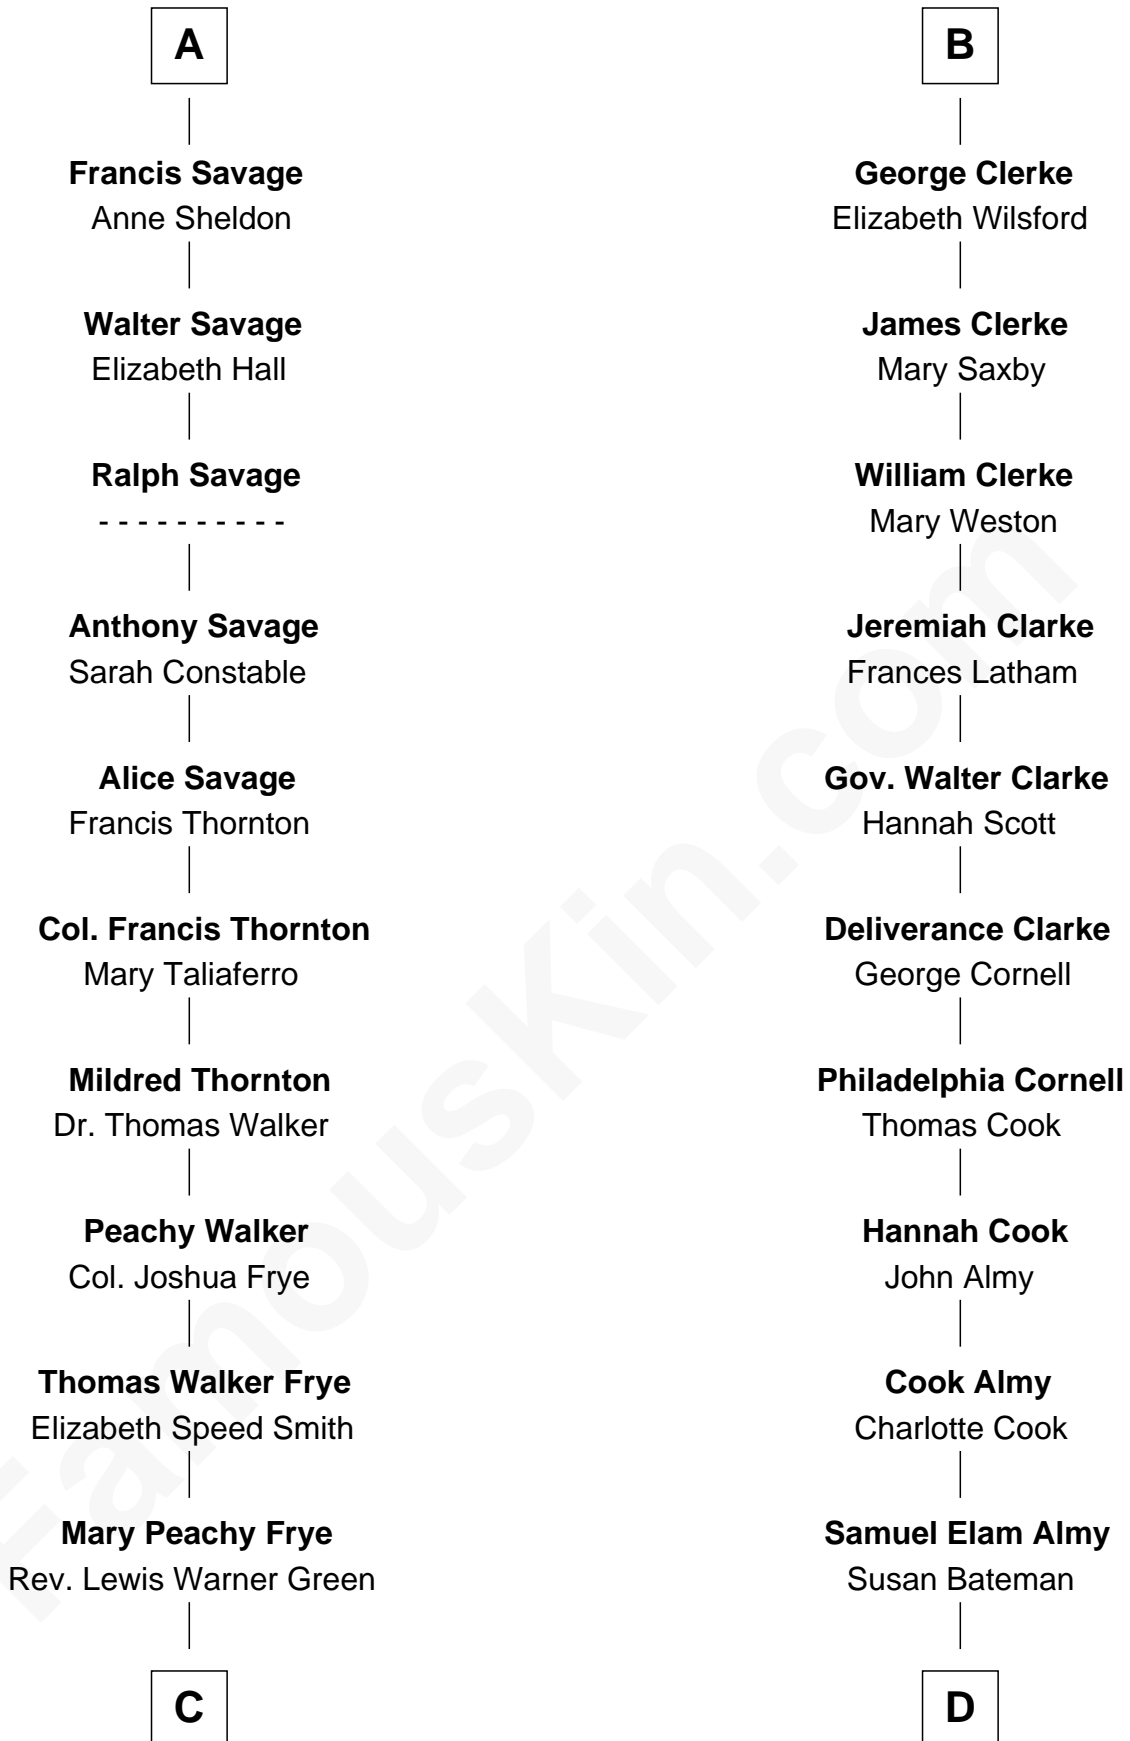 A
Francis Savage
Anne Sheldon
Walter Savage
Elizabeth Hall
Ralph Savage
- - - - - - - - - -
Anthony Savage
Sarah Constable
Alice Savage
Francis Thornton
Col. Francis Thornton
Mary Taliaferro
Mildred Thornton
Dr. Thomas Walker
Peachy Walker
Col. Joshua Frye
Thomas Walker Frye
Elizabeth Speed Smith
Mary Peachy Frye
Rev. Lewis Warner Green
C
B
George Clerke
Elizabeth Wilsford
James Clerke
Mary Saxby
William Clerke
Mary Weston
Jeremiah Clarke
Frances Latham
Gov. Walter Clarke
Hannah Scott
Deliverance Clarke
George Cornell
Philadelphia Cornell
Thomas Cook
Hannah Cook
John Almy
Cook Almy
Charlotte Cook
Samuel Elam Almy
Susan Bateman
D
FamousKin.com